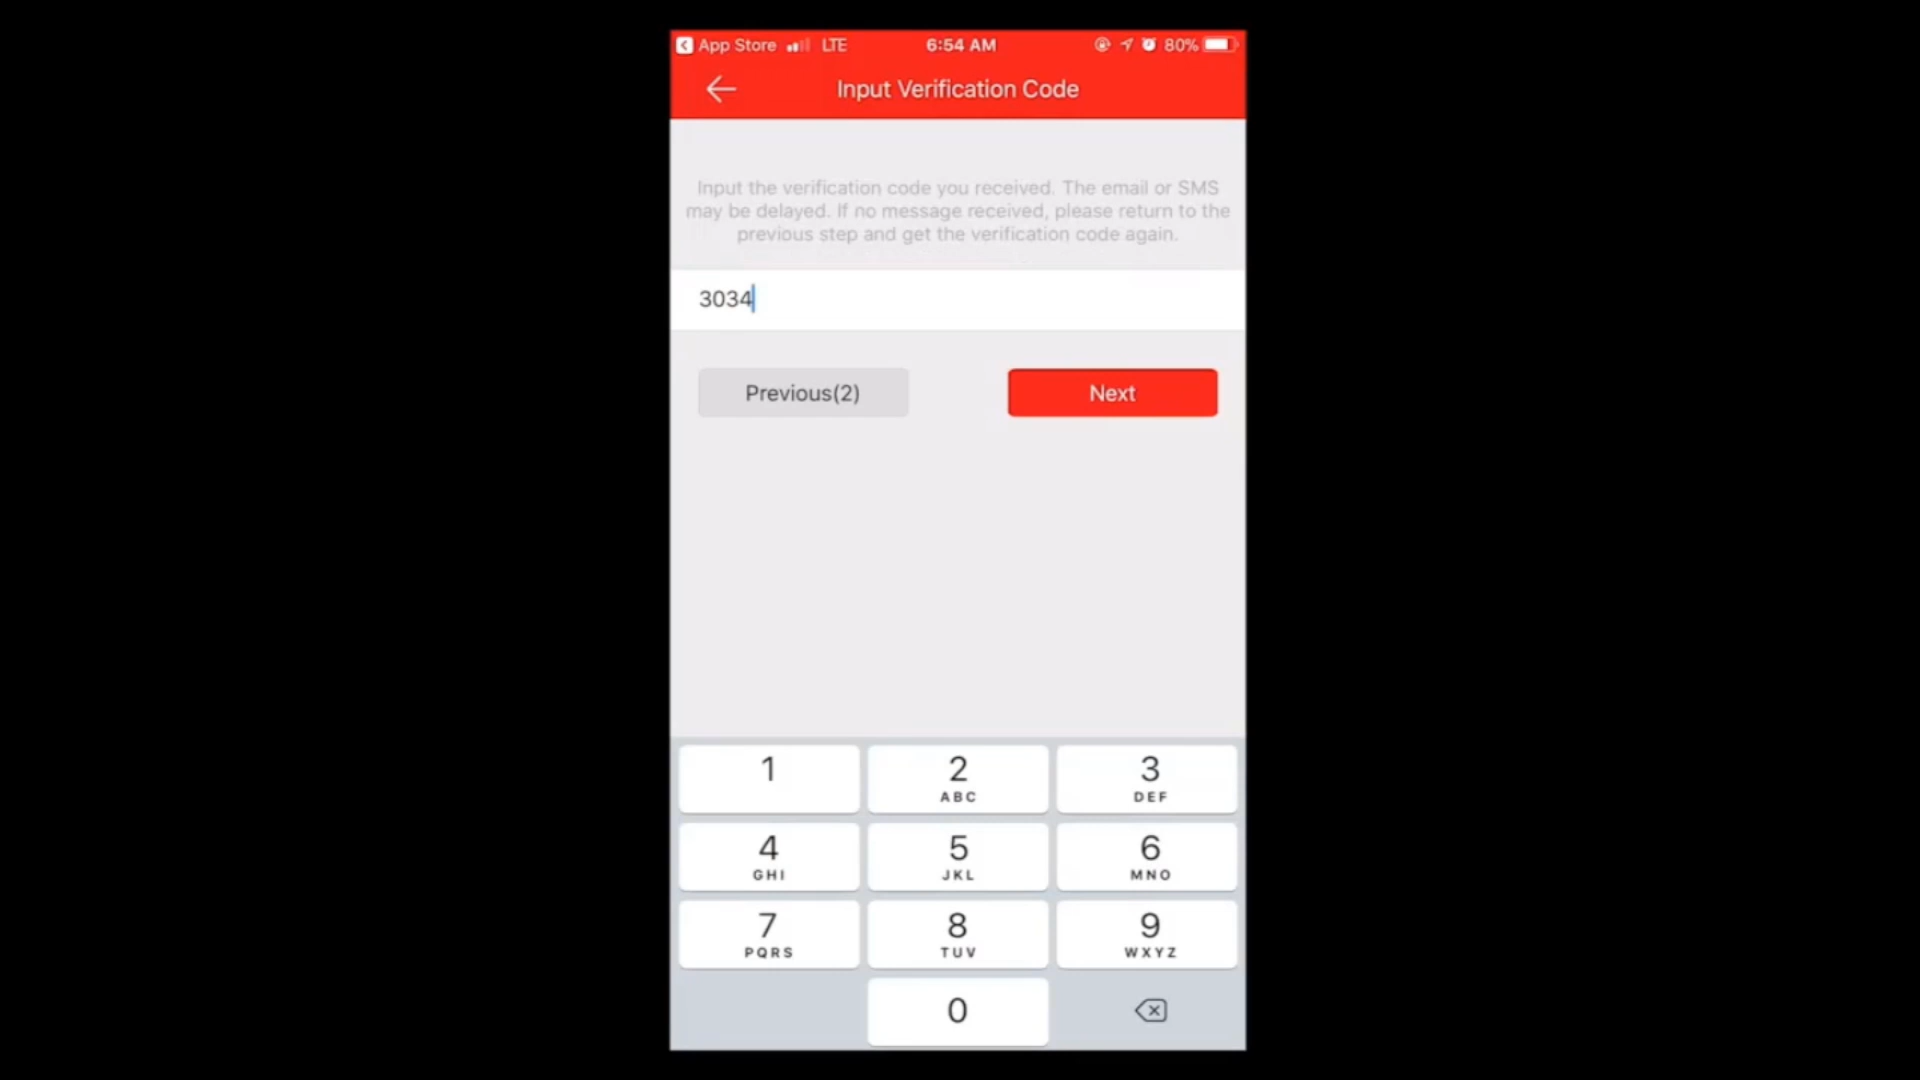 App Store LTE 6:54 AM 80%
Input Verification Code
Input the verification code you received. The email or SMS
may be delayed. If no message received, please return to the
previous step and get the verification code again.
3034
Previous(2) Next
1 2 3
ABC DEF
4 5 6
GHI JKL MNO
7 8 9
PQRS TUV WXYZ
0